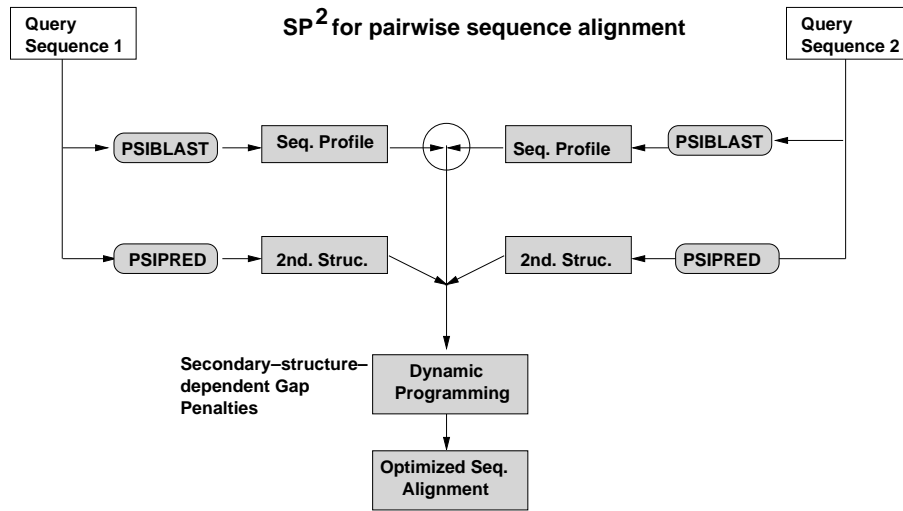 Query
Sequence 1
SP2 for pairwise sequence alignment
Query
Sequence 2
PSIBLAST
Seq. Profile
Seq. Profile
PSIBLAST
PSIPRED
2nd. Struc.
2nd. Struc.
PSIPRED
Secondary–structure–
dependent Gap
Penalties
Dynamic
Programming
Optimized Seq.
Alignment